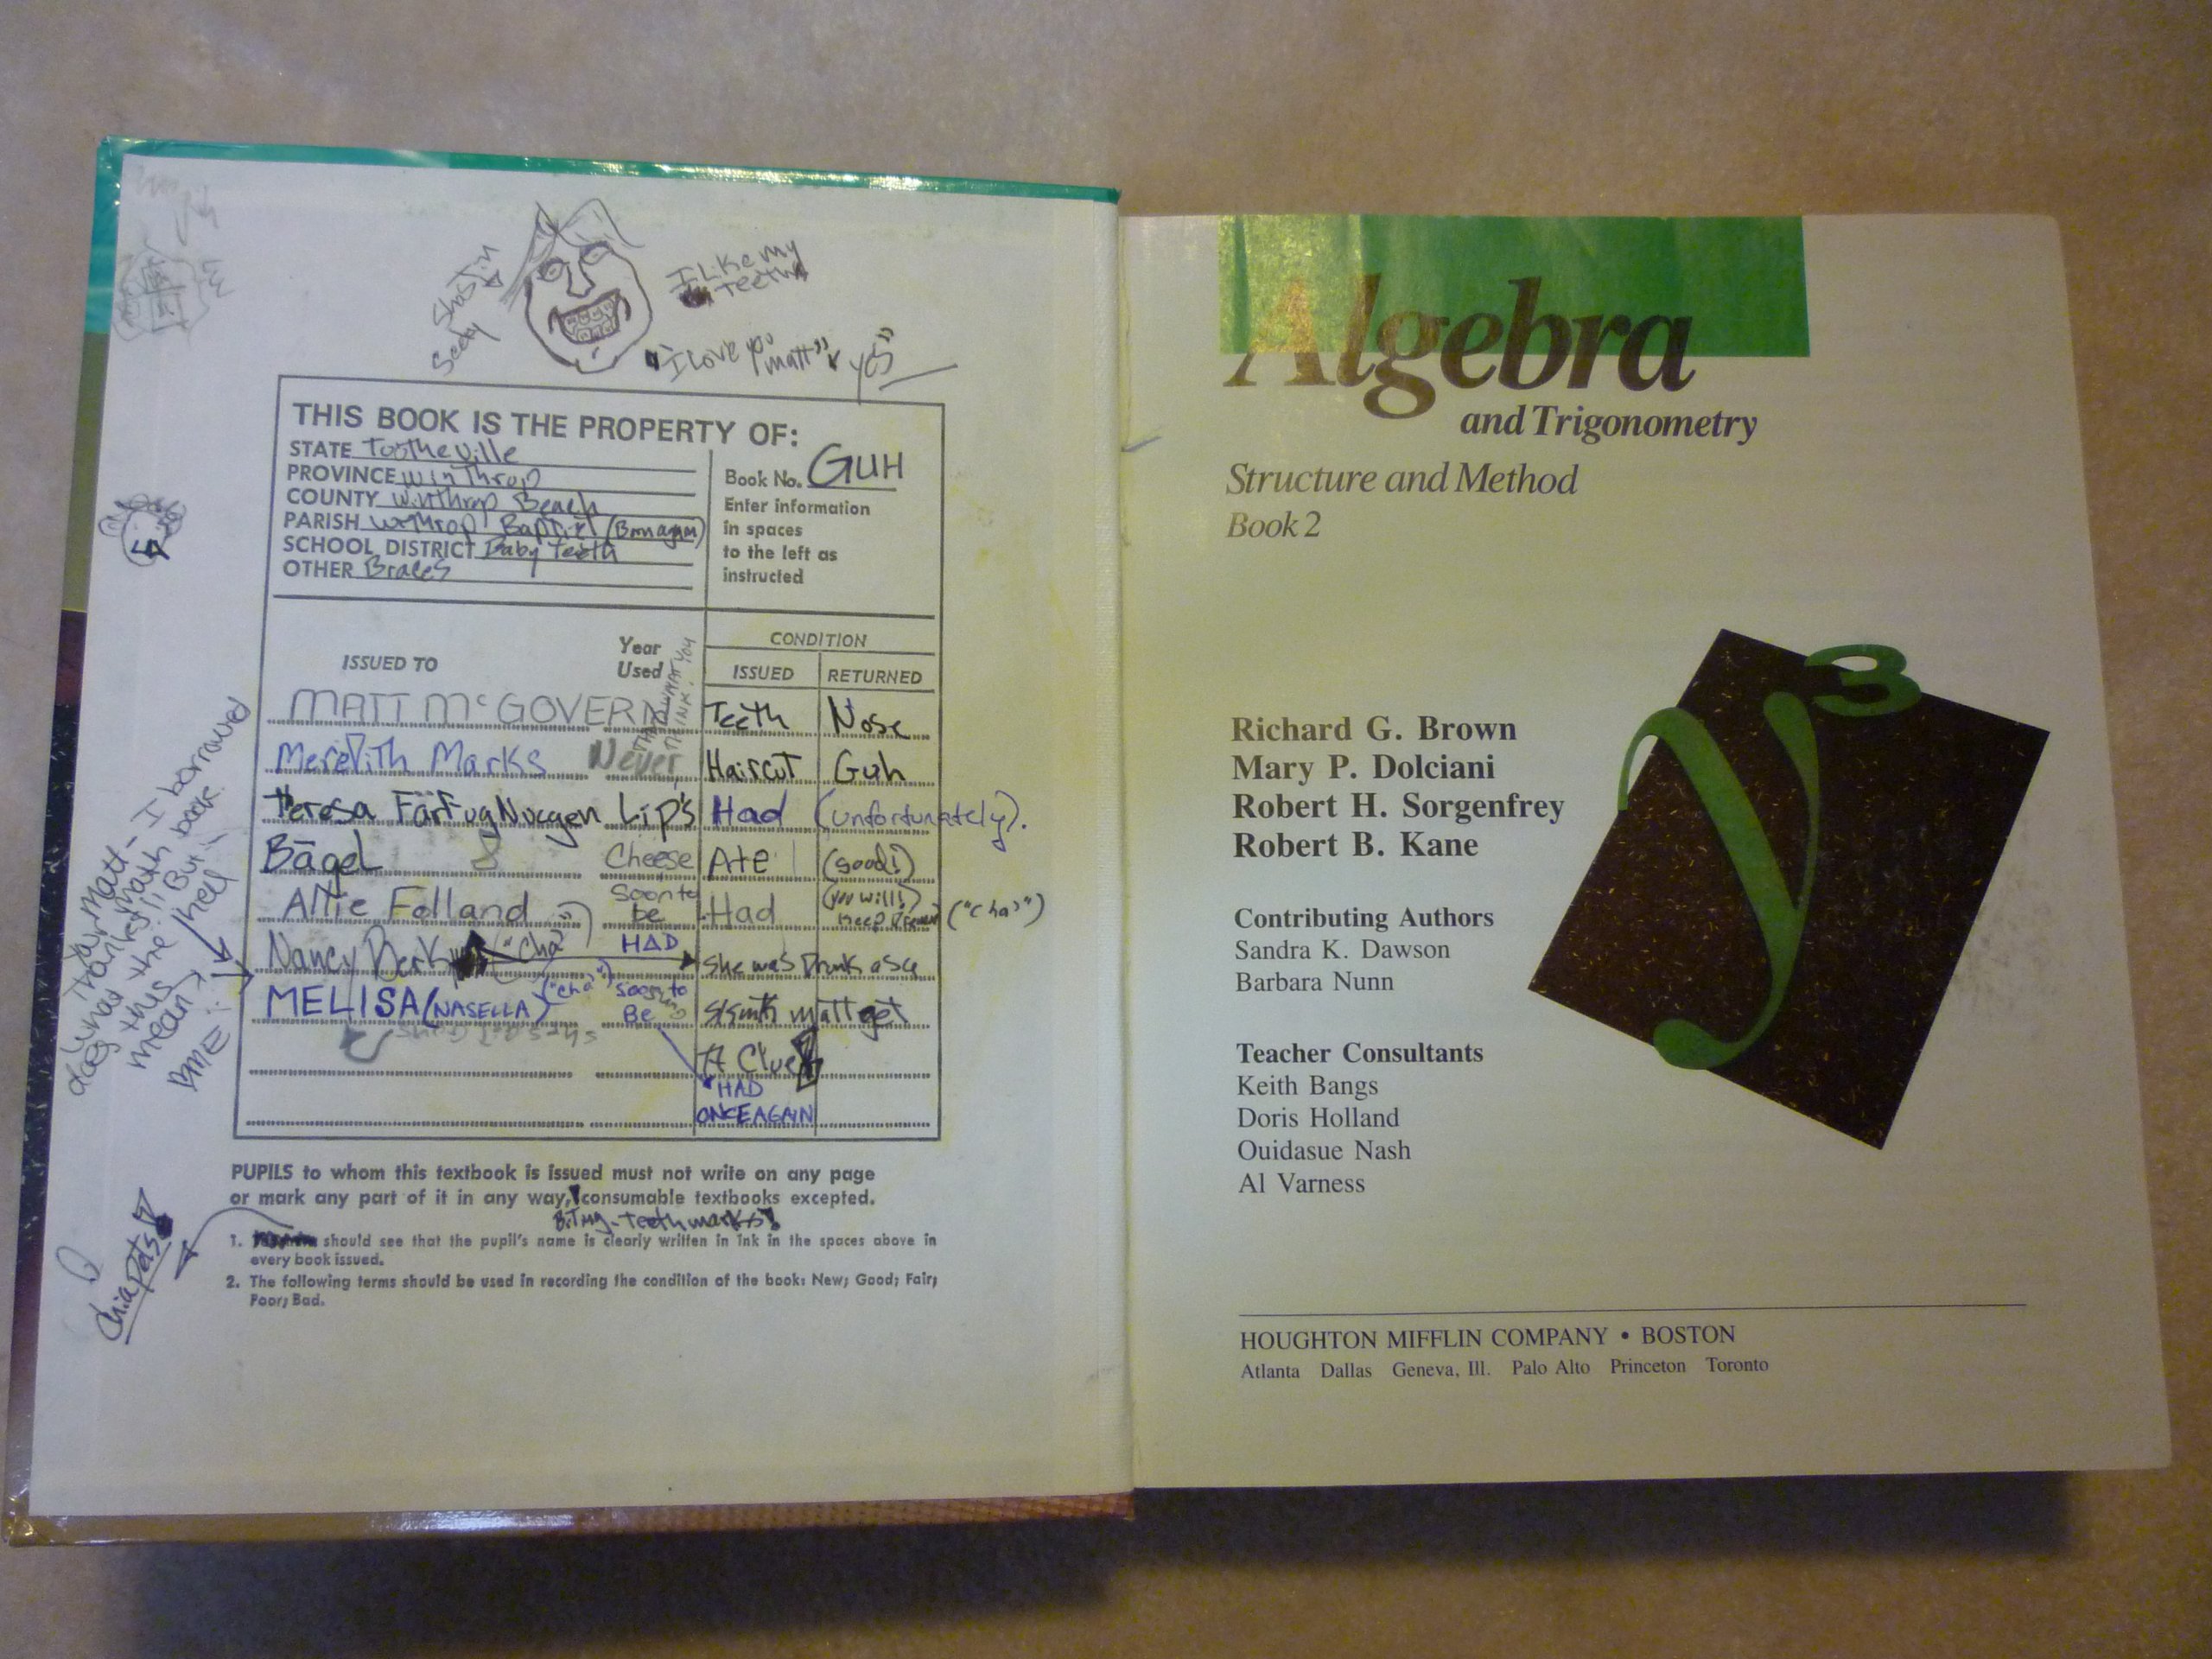 Shastin
Seedy
I Like my
Teeth
"I love you matt" "yes"
THIS BOOK IS THE PROPERTY OF:
STATE Tootheville
PROVINCE Winthrop
COUNTY Winthrop Beach
PARISH Winthrop Baptist
SCHOOL DISTRICT Baby Teeth
OTHER Braces
Book No. GUH
Enter information
in spaces
to the left as
instructed
ISSUED TO
Year
Used
CONDITION
ISSUED
RETURNED
THAT'S WHAT YOU
THINK!
MATT McGOVERN Teeth Nose
Meredith Marks Never Haircut Guh
Teresa FarFugNuegen Lip's Had (unfortunately).
Bagel Cheese Ate (good!)
Allie Folland soon to be Had (you will!) ("cha")
Nancy ("Cha") HAD she was Drunk
MELISA (NASELLA) ("cha") soon to Be matt get
A Clue
HAD
ONCE AGAIN
Matt - I borrowed
your math book.
Thanks!! But
what the hell
does this
mean?
Chia Pets
PUPILS to whom this textbook is issued must not write on any page
or mark any part of it in any way, consumable textbooks excepted.
Biting - Teeth marks!
1. should see that the pupil's name is clearly written in ink in the spaces above in
every book issued.
2. The following terms should be used in recording the condition of the book: New; Good; Fair;
Poor; Bad.
Algebra
and Trigonometry
Structure and Method
Book 2
y3
Richard G. Brown
Mary P. Dolciani
Robert H. Sorgenfrey
Robert B. Kane
Contributing Authors
Sandra K. Dawson
Barbara Nunn
Teacher Consultants
Keith Bangs
Doris Holland
Ouidasue Nash
Al Varness
HOUGHTON MIFFLIN COMPANY • BOSTON
Atlanta Dallas Geneva, Ill. Palo Alto Princeton Toronto